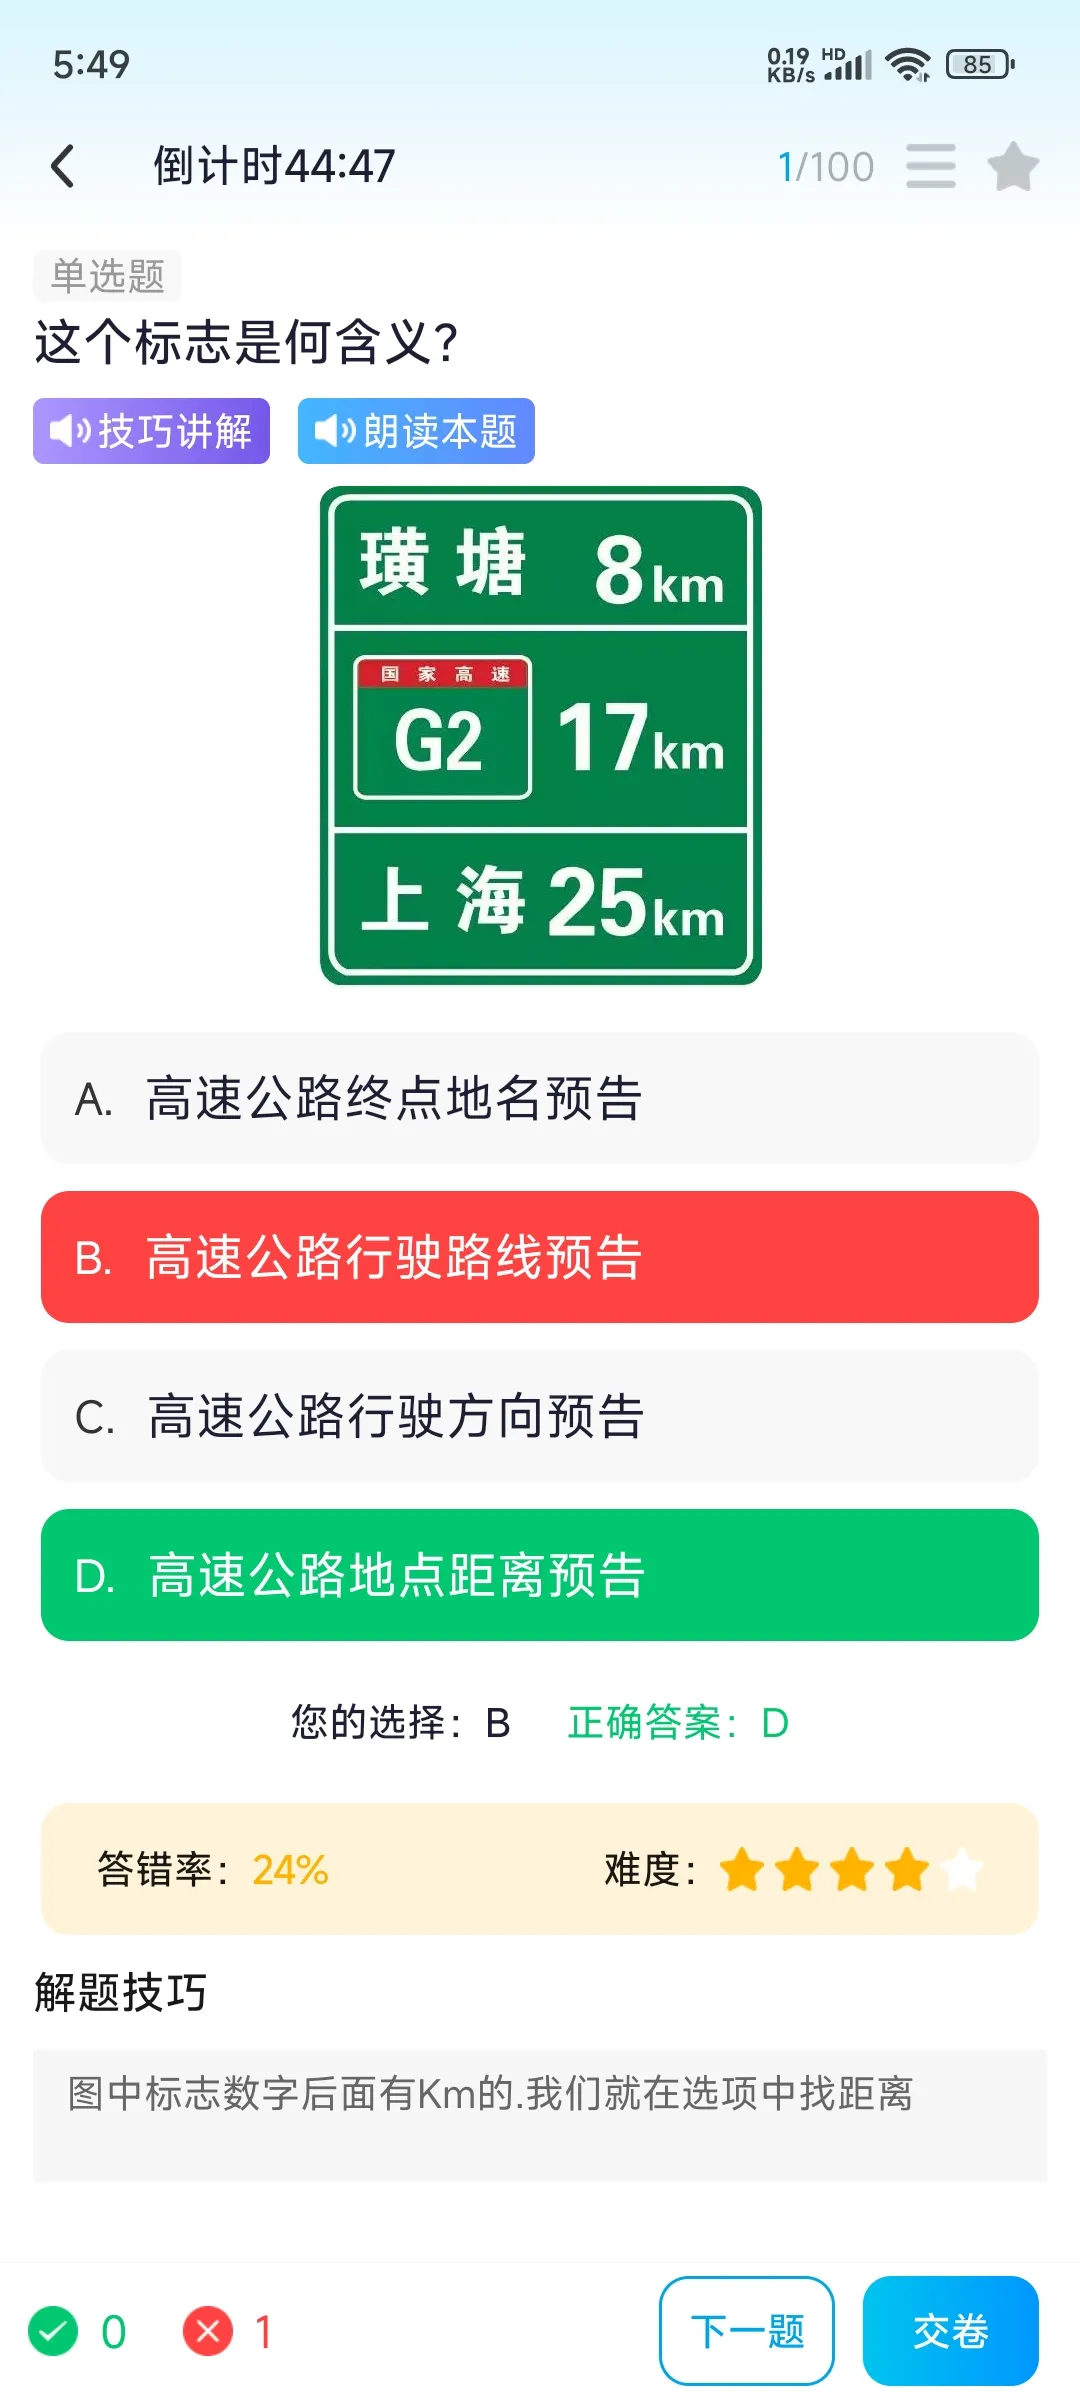 5:49
0.19 KB/s HD 85
倒计时44:47
1/100
单选题
这个标志是何含义?
技巧讲解
朗读本题
璜塘 8km
国家高速
G2 17km
上海 25km
A. 高速公路终点地名预告
B. 高速公路行驶路线预告
C. 高速公路行驶方向预告
D. 高速公路地点距离预告
您的选择：B 正确答案：D
答错率：24% 难度：
解题技巧
图中标志数字后面有Km的.我们就在选项中找距离
0 1 下一题 交卷